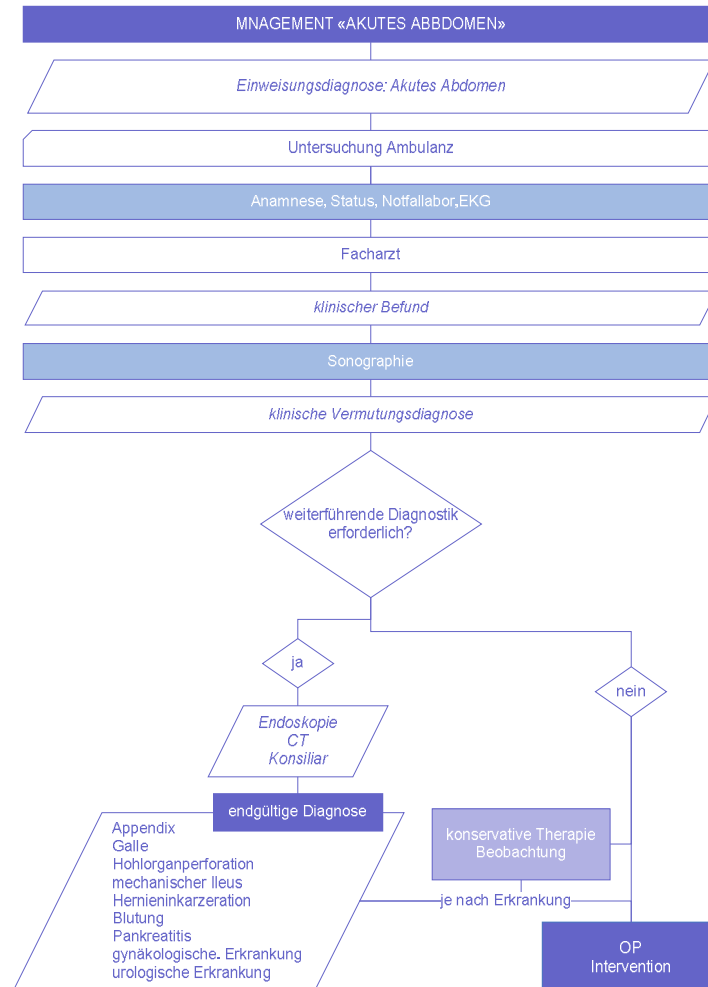 MNAGEMENT «AKUTES ABBDOMEN»
Einweisungsdiagnose: Akutes Abdomen
Untersuchung Ambulanz
Anamnese, Status, Notfallabor,EKG
Facharzt
klinischer Befund
Sonographie
klinische Vermutungsdiagnose
weiterführende Diagnostik
erforderlich?
ja
nein
Endoskopie
CT
Konsiliar
endgültige Diagnose
Appendix
Galle
Hohlorganperforation
mechanischer Ileus
Hernieninkarzeration
Blutung
Pankreatitis
gynäkologische. Erkrankung
urologische Erkrankung
konservative Therapie
Beobachtung
je nach Erkrankung
OP
Intervention